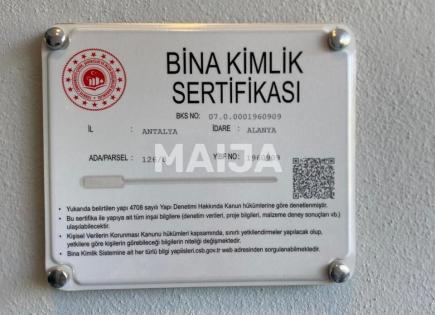 BİNA KİMLİK
SERTİFİKASI
BKS NO: 07.0.0001960909
İL : ANTALYA İDARE : ALANYA
MAIJA
ADA/PARSEL : 126/ YİBF NO: 1960909
• Yukarıda belirtilen yapı 4708 sayılı Yapı Denetimi Hakkında Kanun hükümlerine göre denetlenmiştir.
• Bu sertifika ile yapıya ait tüm inşai bilgilere (denetim verileri, proje bilgileri, malzeme deney sonuçları vb.)
ulaşılabilecektir.
• Kişisel Verilerin Korunması Kanunu hükümleri kapsamında, sınırlı yetkilendirmeler yapılacak olup,
yetkilere göre kişilerin görebileceği bilgilerin niteliği değişmektedir.
• Bina Kimlik Sistemine ait her türlü bilgi yapiisleri.csb.gov.tr web adresinden sorgulanabilmektedir.